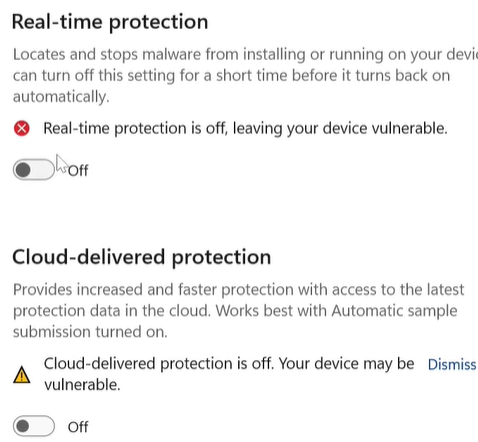 Real-time protection
Locates and stops malware from installing or running on your
can turn off this setting for a short time before it turns back on
automatically.
Real-time protection is off, leaving your device vulnerable.
Off
Cloud-delivered protection
Provides increased and faster protection with access to the latest
protection data in the cloud. Works best with Automatic sample
submission turned on.
Cloud-delivered protection is off. Your device may be Dismiss
vulnerable.
Off